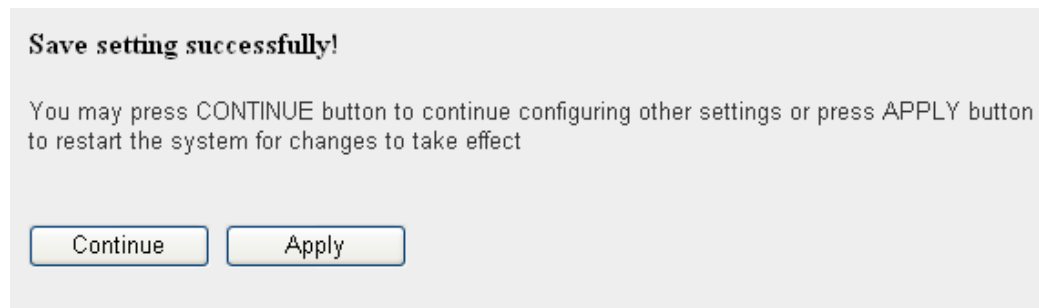 Save setting successfully!
You may press CONTINUE button to continue configuring other settings or press APPLY button
to restart the system for changes to take effect
Continue
Apply